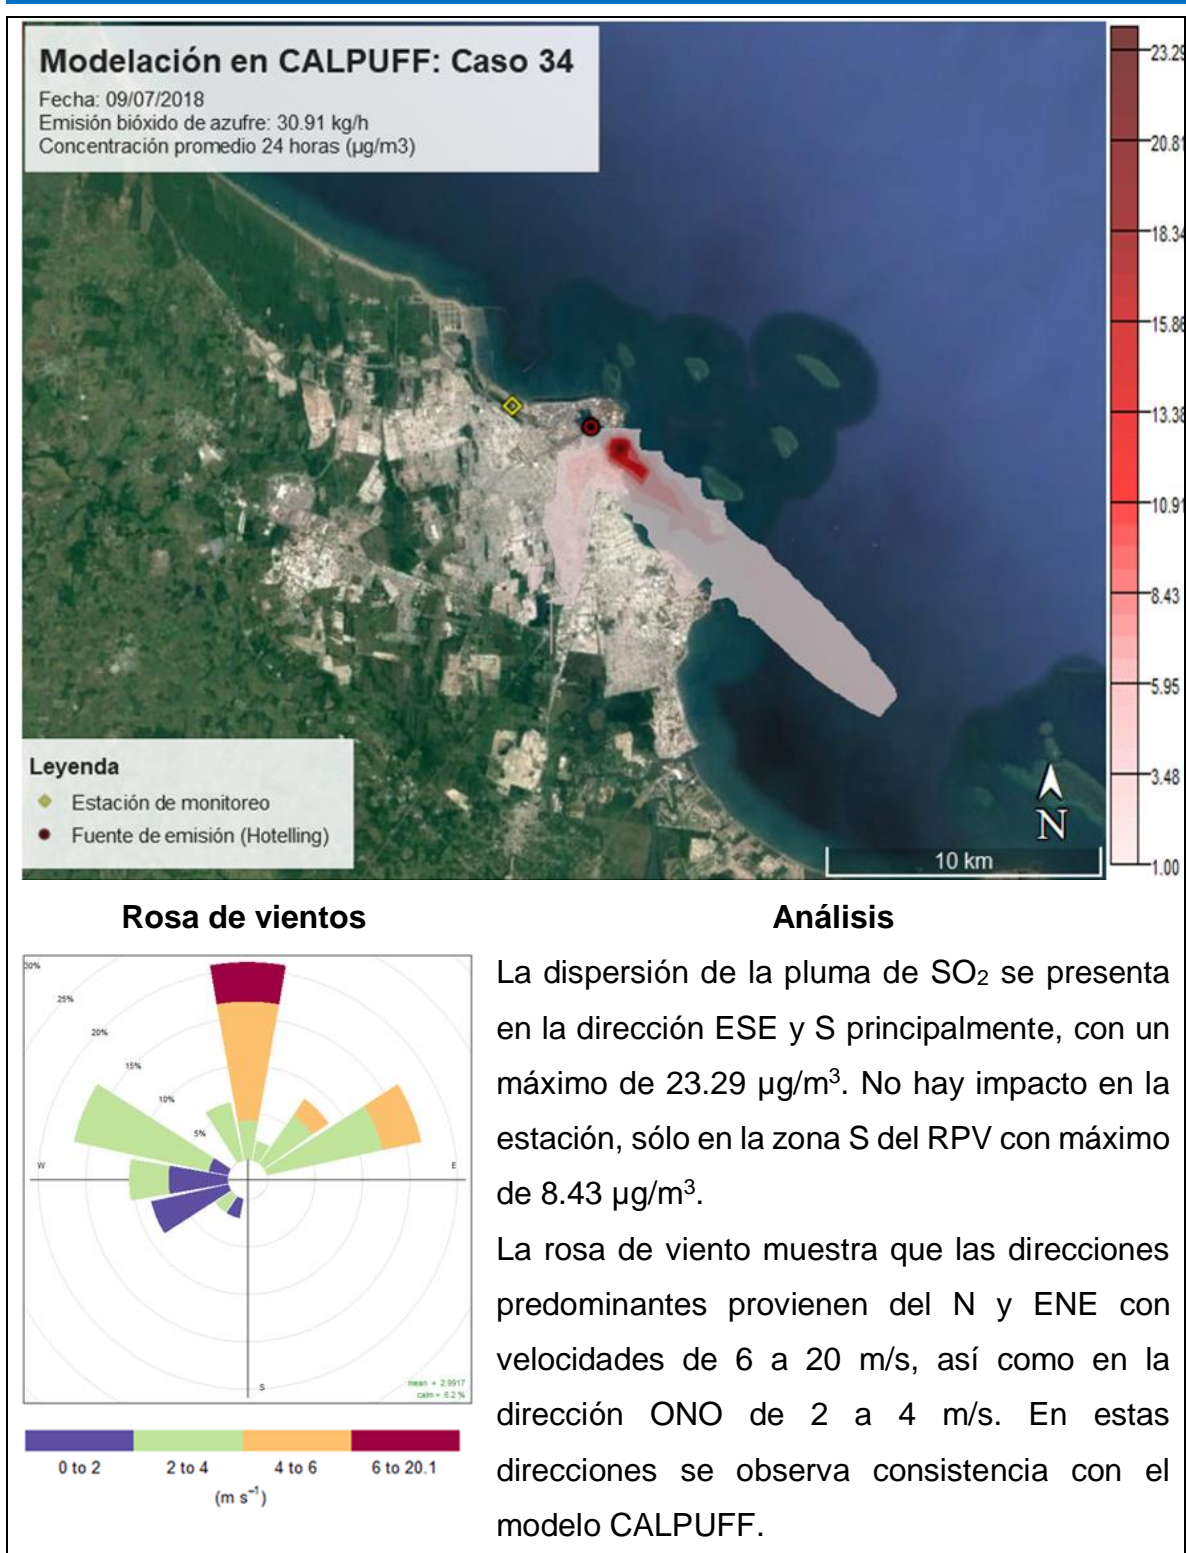 Modelación en CALPUFF: Caso 34
Fecha: 09/07/2018
Emisión bióxido de azufre: 30.91 kg/h
Concentración promedio 24 horas (µg/m3)
23.29
20.81
18.34
15.86
13.38
10.91
8.43
5.95
3.48
1.00
Leyenda
Estación de monitoreo
Fuente de emisión (Hotelling)
N
10 km
Rosa de vientos
30%
25%
20%
15%
10%
5%
W
E
S
mean = 2.9917
calm = 6.2 %
0 to 2 2 to 4 4 to 6 6 to 20.1
(m s⁻¹)
Análisis
La dispersión de la pluma de SO₂ se presenta
en la dirección ESE y S principalmente, con un
máximo de 23.29 µg/m³. No hay impacto en la
estación, sólo en la zona S del RPV con máximo
de 8.43 µg/m³.
La rosa de viento muestra que las direcciones
predominantes provienen del N y ENE con
velocidades de 6 a 20 m/s, así como en la
dirección ONO de 2 a 4 m/s. En estas
direcciones se observa consistencia con el
modelo CALPUFF.